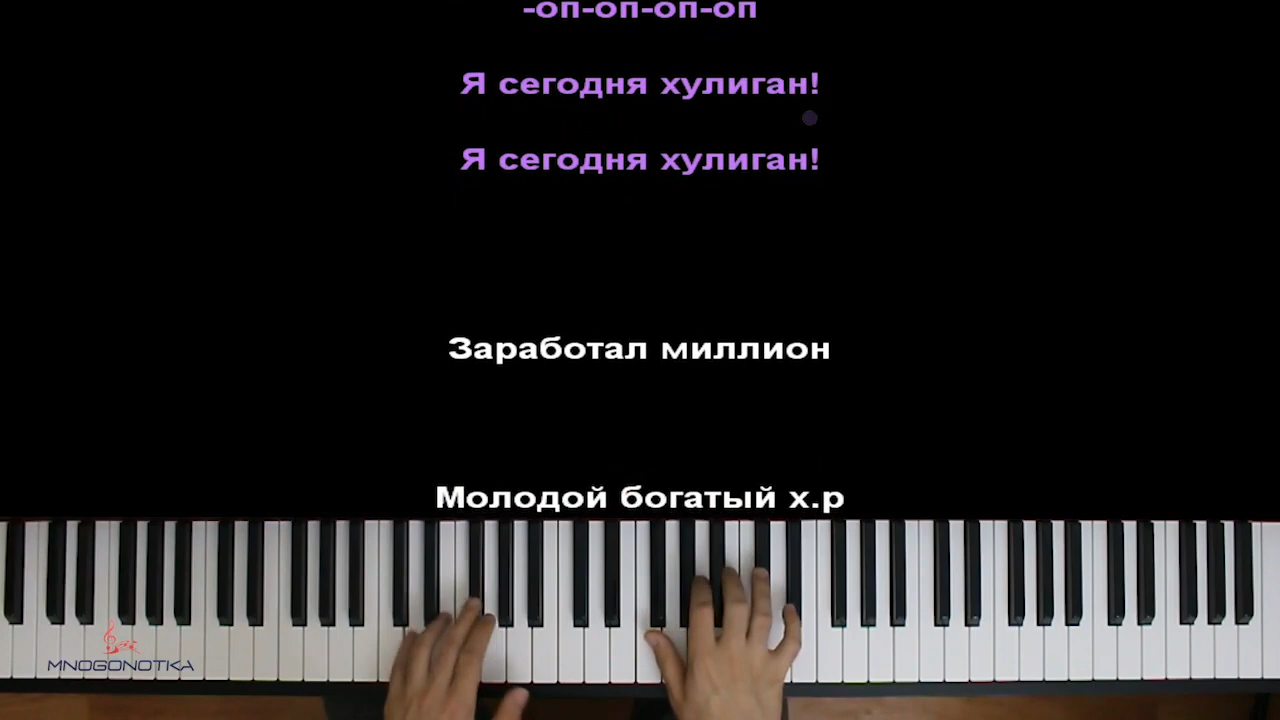 -оп-оп-оп-оп
Я сегодня хулиган!
Я сегодня хулиган!
Заработал миллион
Молодой богатый х.р
MNOGONOTKA